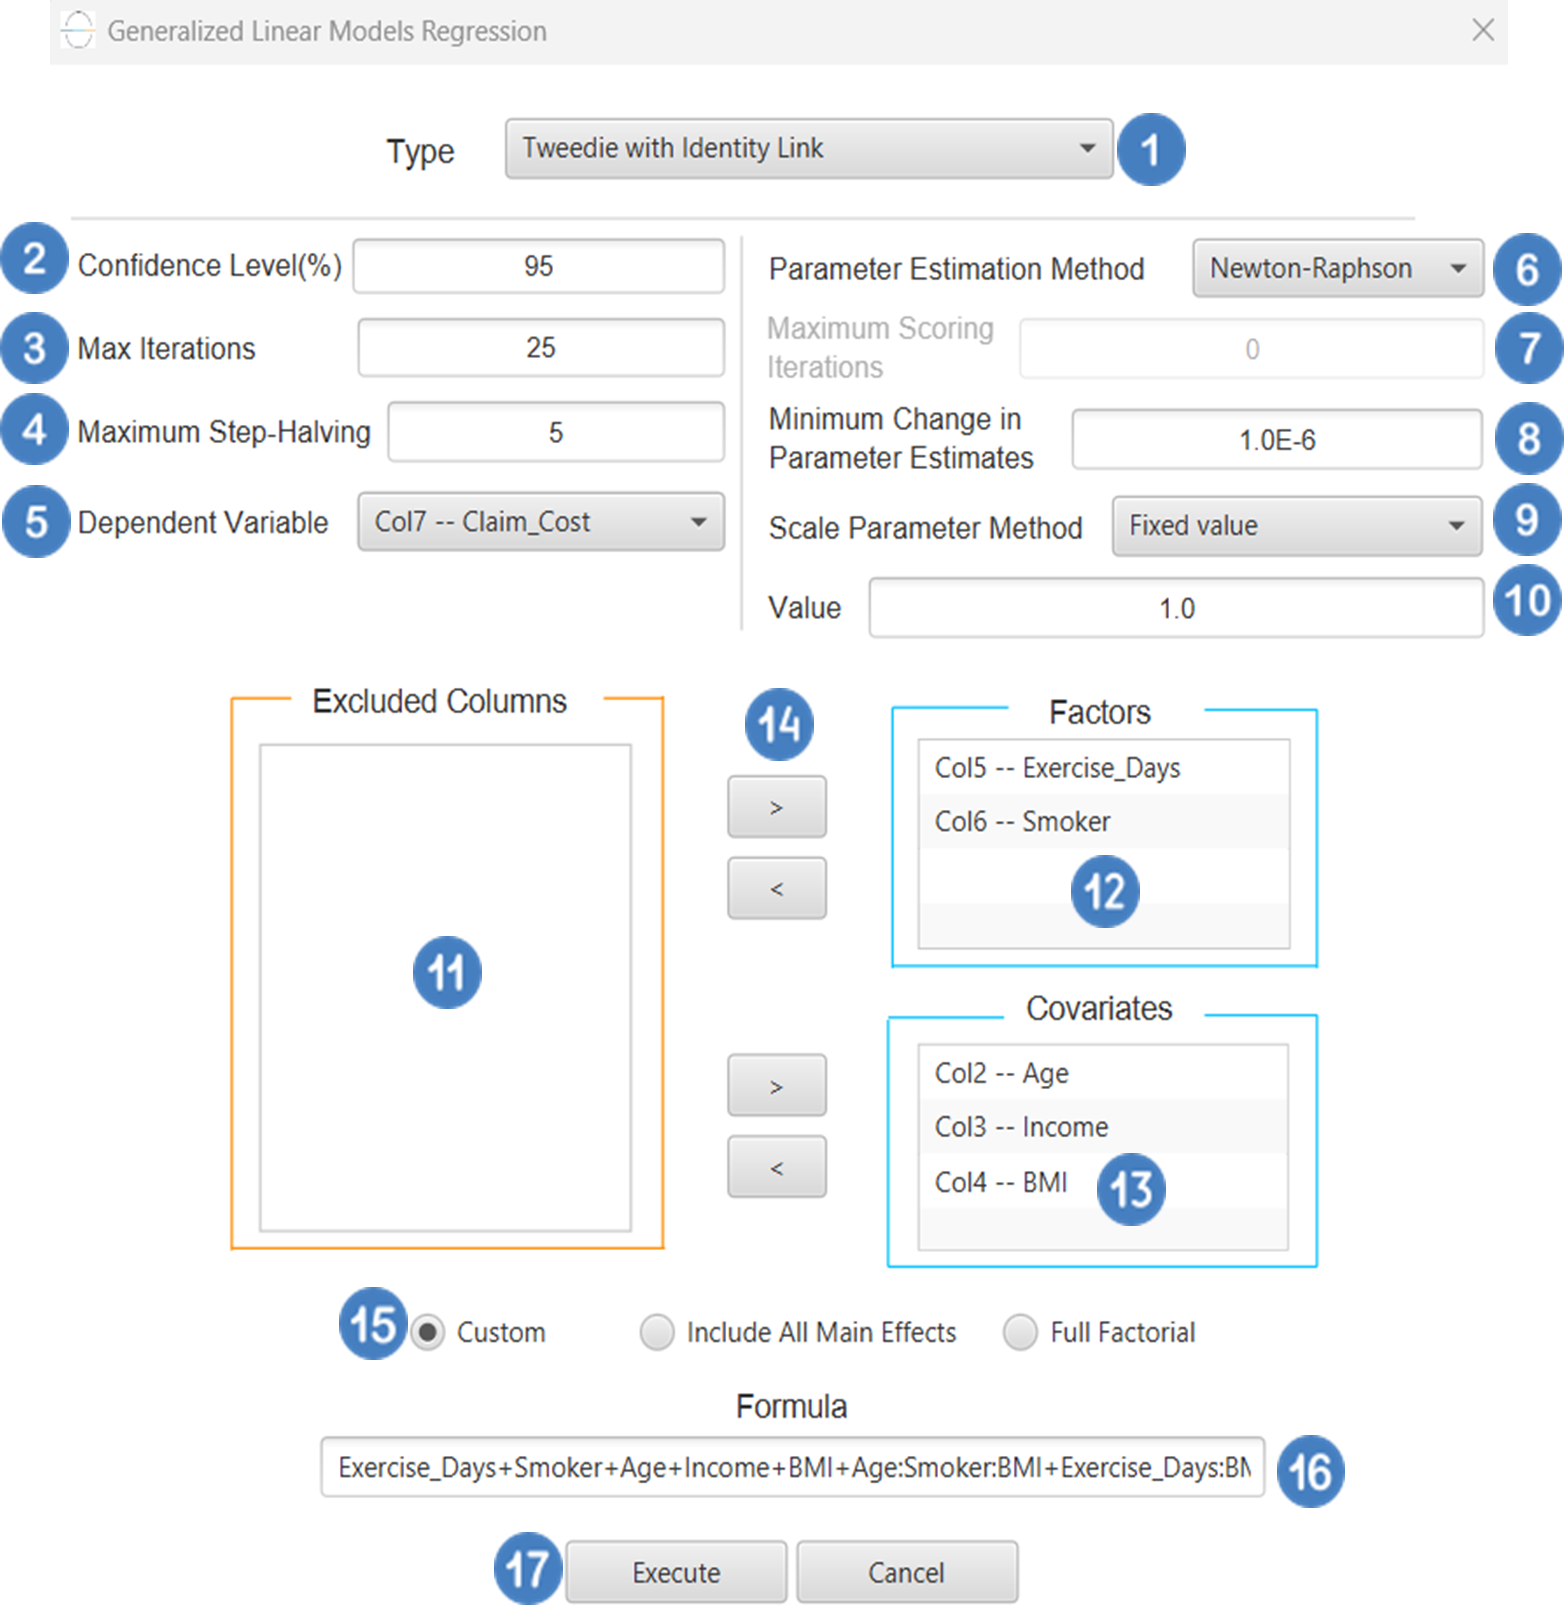 Generalized Linear Models Regression
Type
Tweedie with Identity Link
1
2
Confidence Level(%)
95
3
Max Iterations
25
4
Maximum Step-Halving
5
5
Dependent Variable
Col7 -- Claim_Cost
Parameter Estimation Method
Newton-Raphson
6
Maximum Scoring
Iterations
0
7
Minimum Change in
Parameter Estimates
1.0E-6
8
Scale Parameter Method
Fixed value
9
Value
1.0
10
Excluded Columns
11
14
>
<
>
<
Factors
Col5 -- Exercise_Days
Col6 -- Smoker
12
Covariates
Col2 -- Age
Col3 -- Income
Col4 -- BMI
13
15
Custom
Include All Main Effects
Full Factorial
Formula
Exercise_Days+Smoker+Age+Income+BMI+Age:Smoker:BMI+Exercise_Days:
16
17
Execute
Cancel